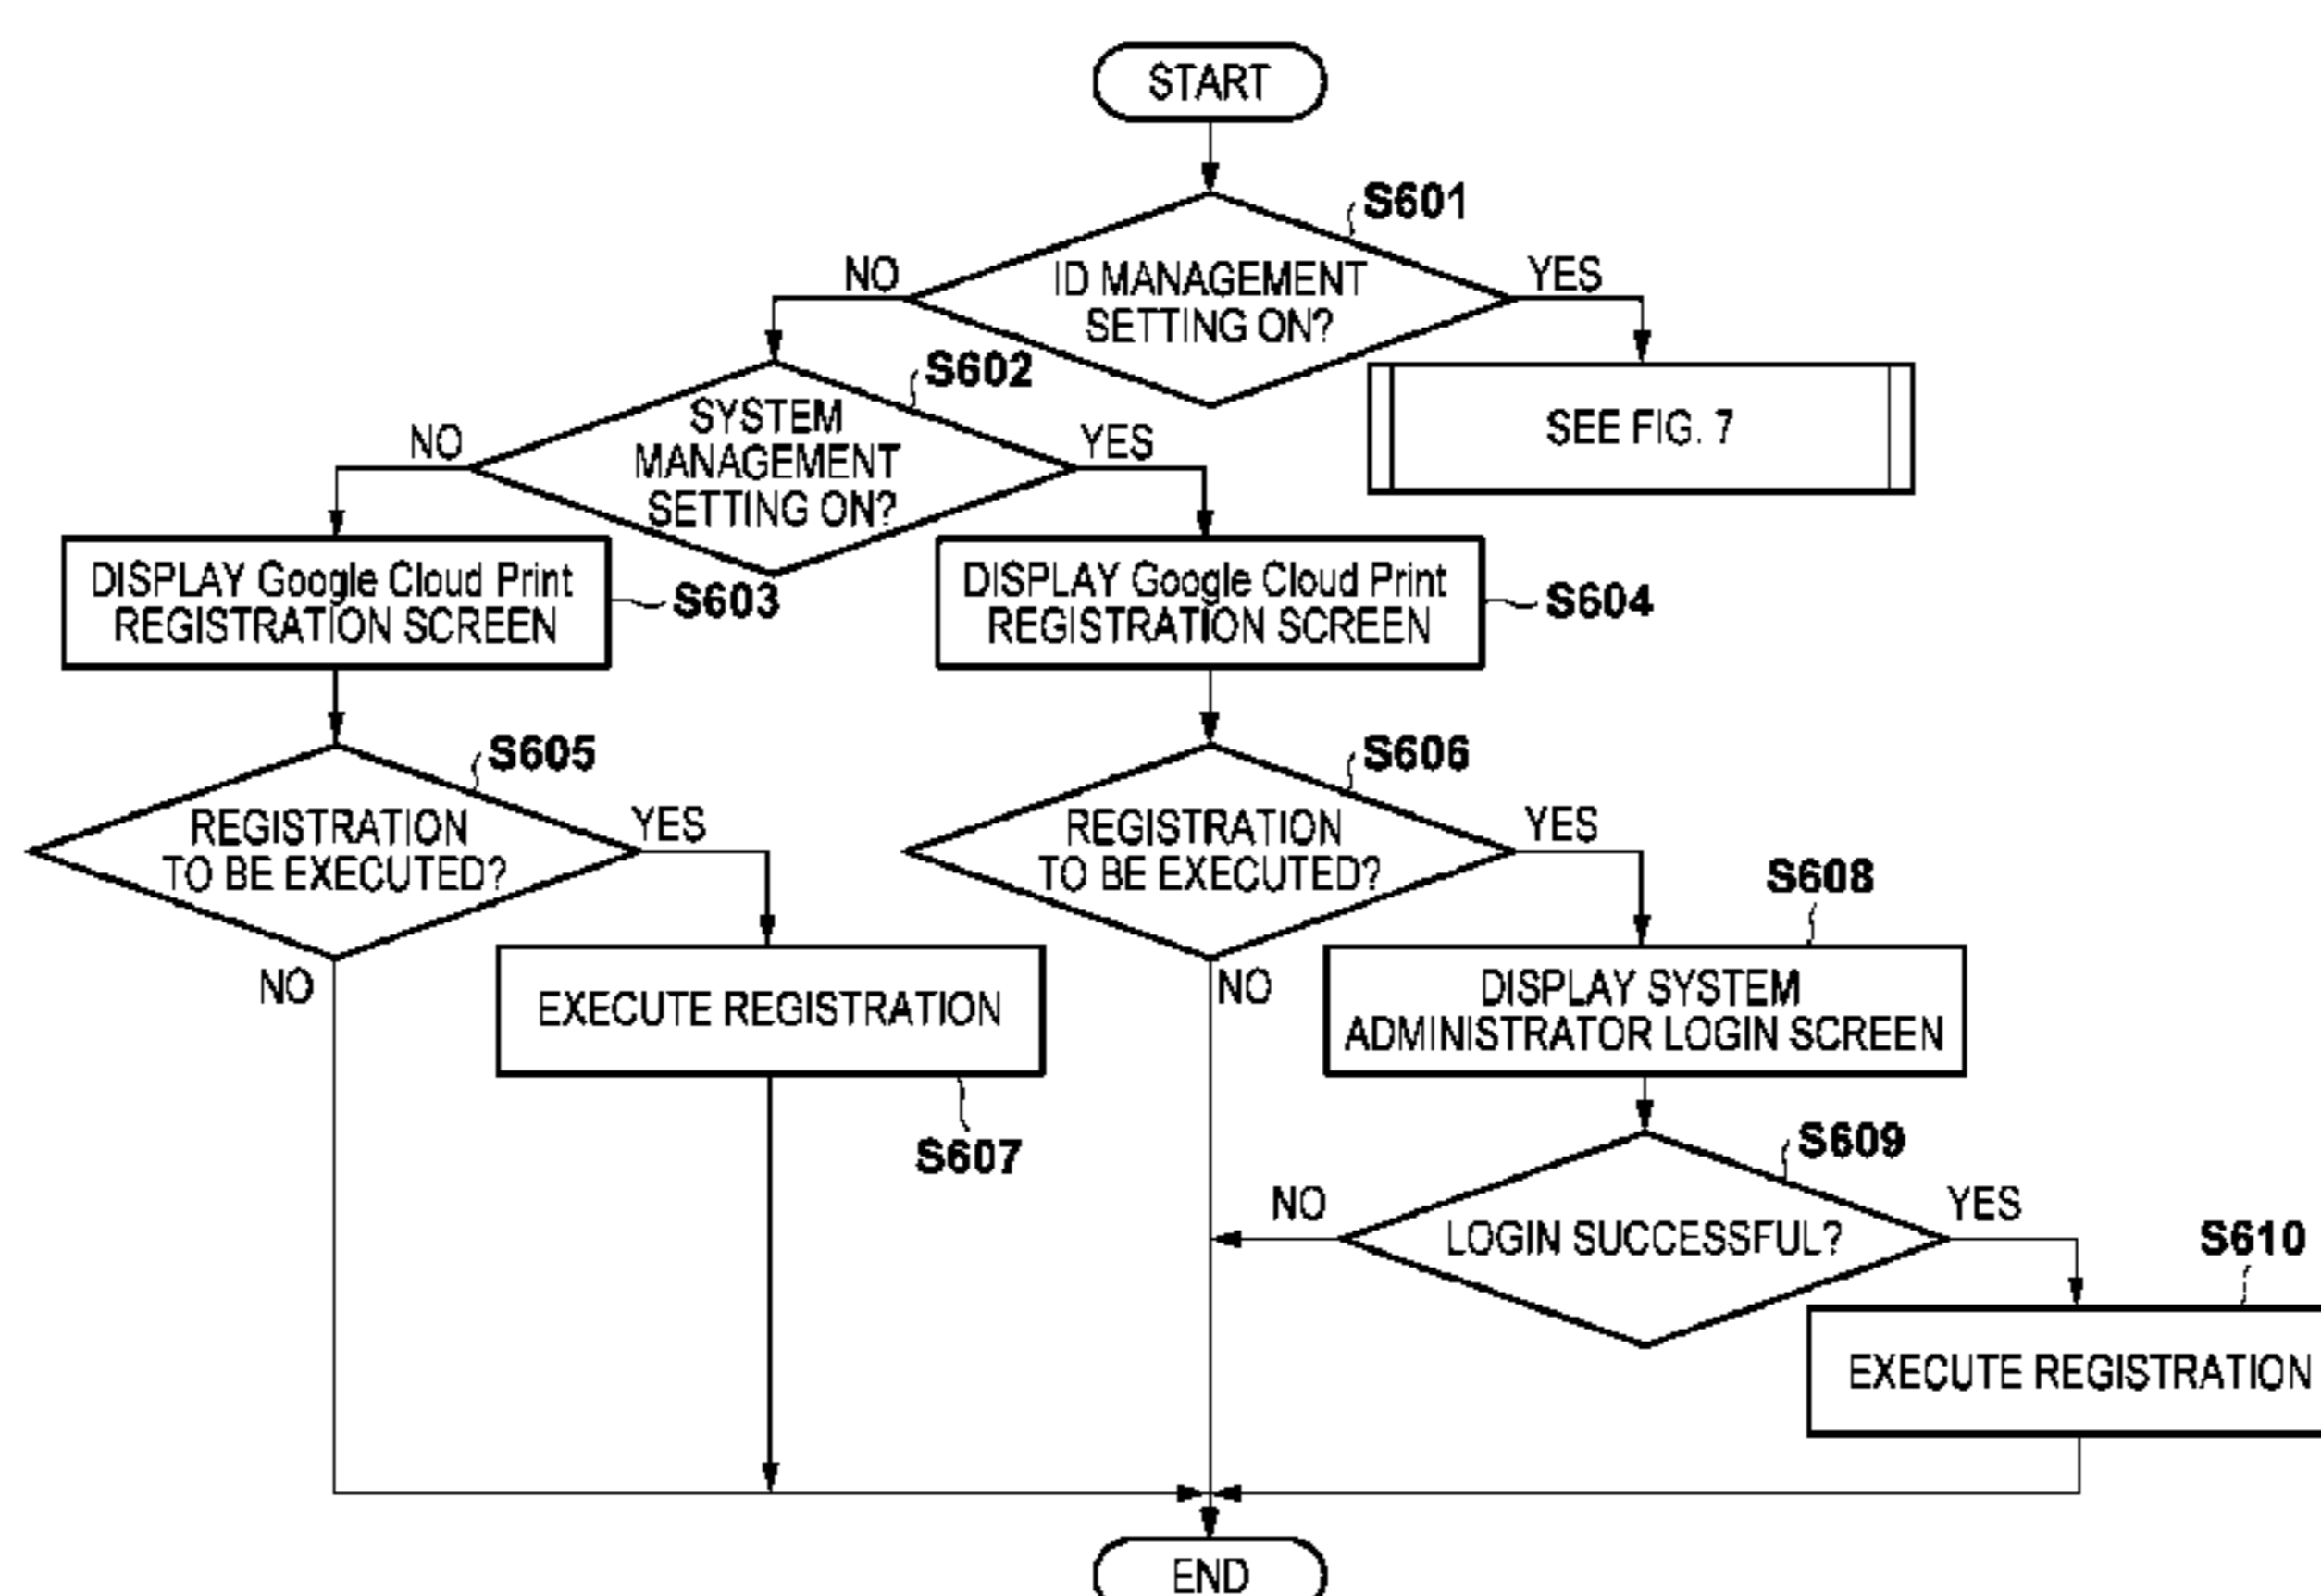 START
S601
NO
ID MANAGEMENT
SETTING ON?
YES
S602
NO
SYSTEM
MANAGEMENT
SETTING ON?
YES
SEE FIG. 7
DISPLAY Google Cloud Print
REGISTRATION SCREEN
S603
DISPLAY Google Cloud Print
REGISTRATION SCREEN
S604
S605
REGISTRATION
TO BE EXECUTED?
YES
NO
S606
REGISTRATION
TO BE EXECUTED?
YES
NO
S608
EXECUTE REGISTRATION
S607
DISPLAY SYSTEM
ADMINISTRATOR LOGIN SCREEN
S609
NO
LOGIN SUCCESSFUL?
YES
S610
EXECUTE REGISTRATION
END